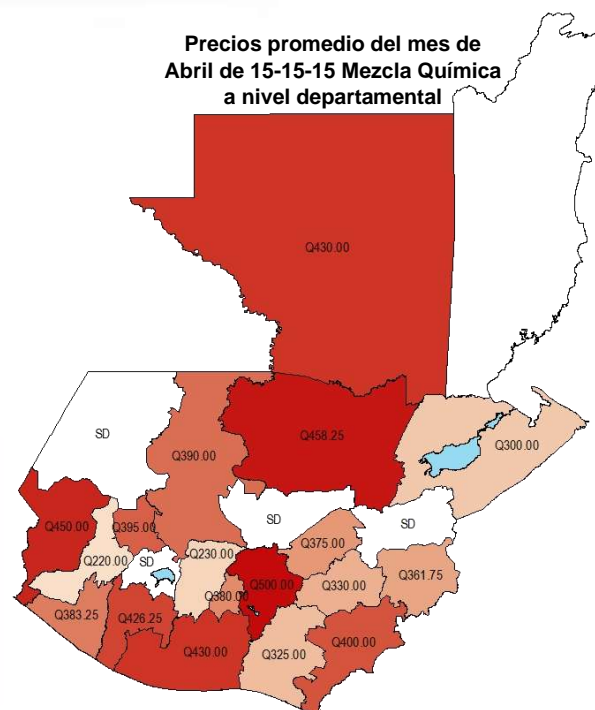 Precios promedio del mes de
Abril de 15-15-15 Mezcla Química
a nivel departamental
Q430.00
SD
Q390.00
Q458.25
Q300.00
Q450.00
Q395.00
SD
SD
Q375.00
Q220.00
SD
Q230.00
Q361.75
Q380.00
Q500.00
Q330.00
Q383.25
Q426.25
Q400.00
Q430.00
Q325.00